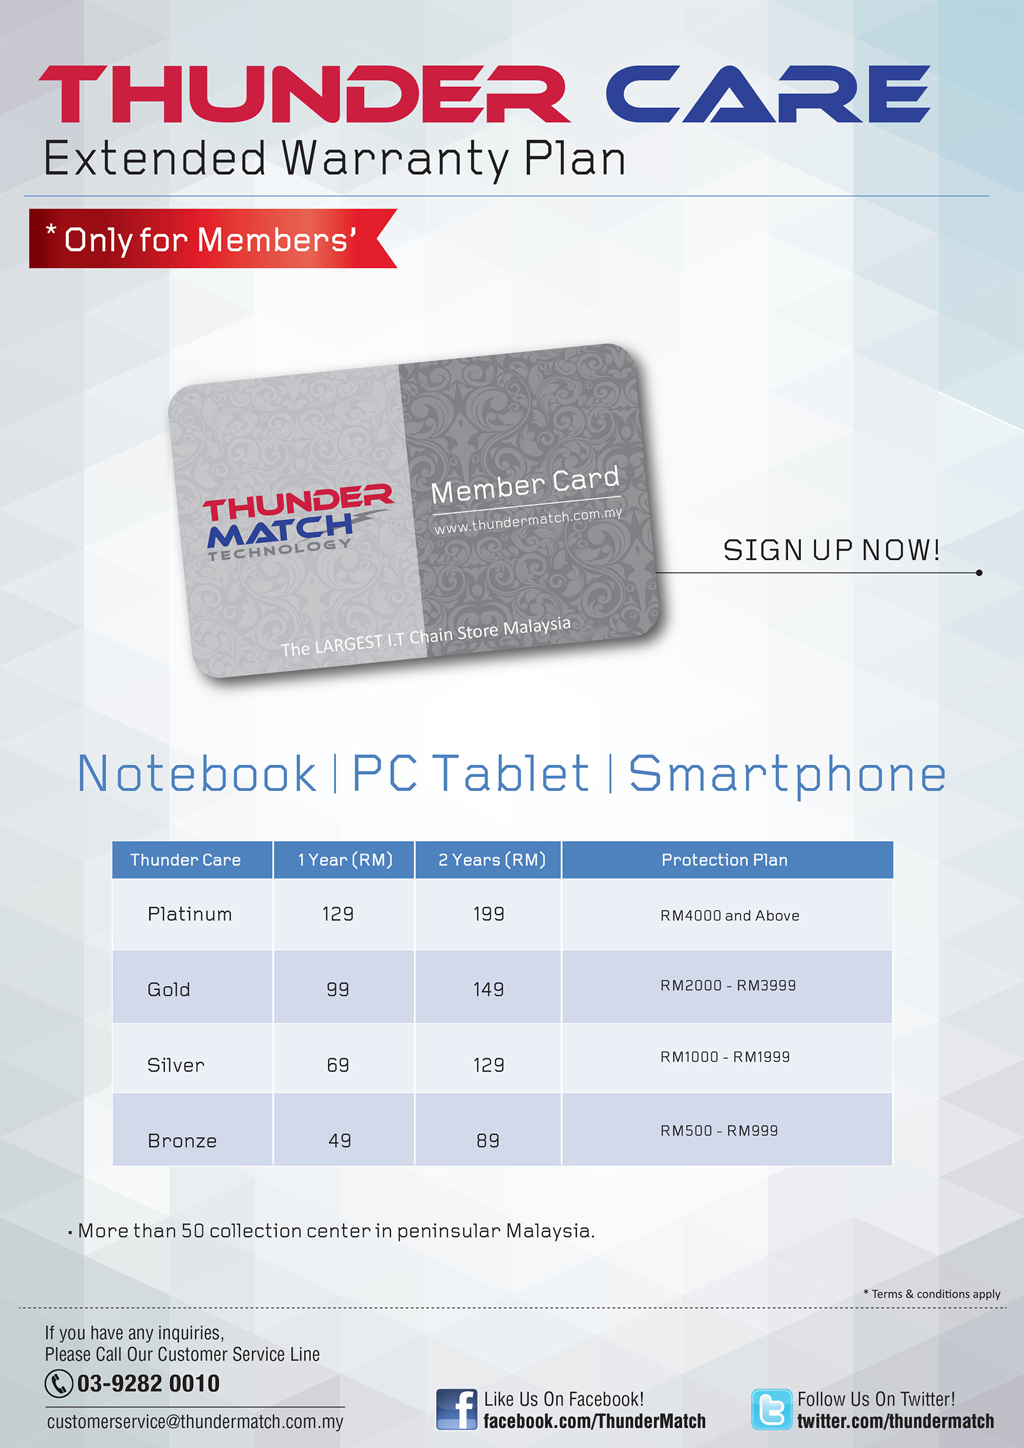 THUNDER CARE
Extended Warranty Plan
* Only for Members’
THUNDER
MATCH
TECHNOLOGY
Member Card
www.thundermatch.com.my
The LARGEST I.T Chain Store Malaysia
SIGN UP NOW!
Notebook | PC Tablet | Smartphone
Thunder Care 1 Year (RM) 2 Years (RM) Protection Plan
Platinum 129 199 RM4000 and Above
Gold 99 149 RM2000 - RM3999
Silver 69 129 RM1000 - RM1999
Bronze 49 89 RM500 - RM999
• More than 50 collection center in peninsular Malaysia.
* Terms & conditions apply
If you have any inquiries,
Please Call Our Customer Service Line
03-9282 0010
customerservice@thundermatch.com.my
Like Us On Facebook!
facebook.com/ThunderMatch
Follow Us On Twitter!
twitter.com/thundermatch